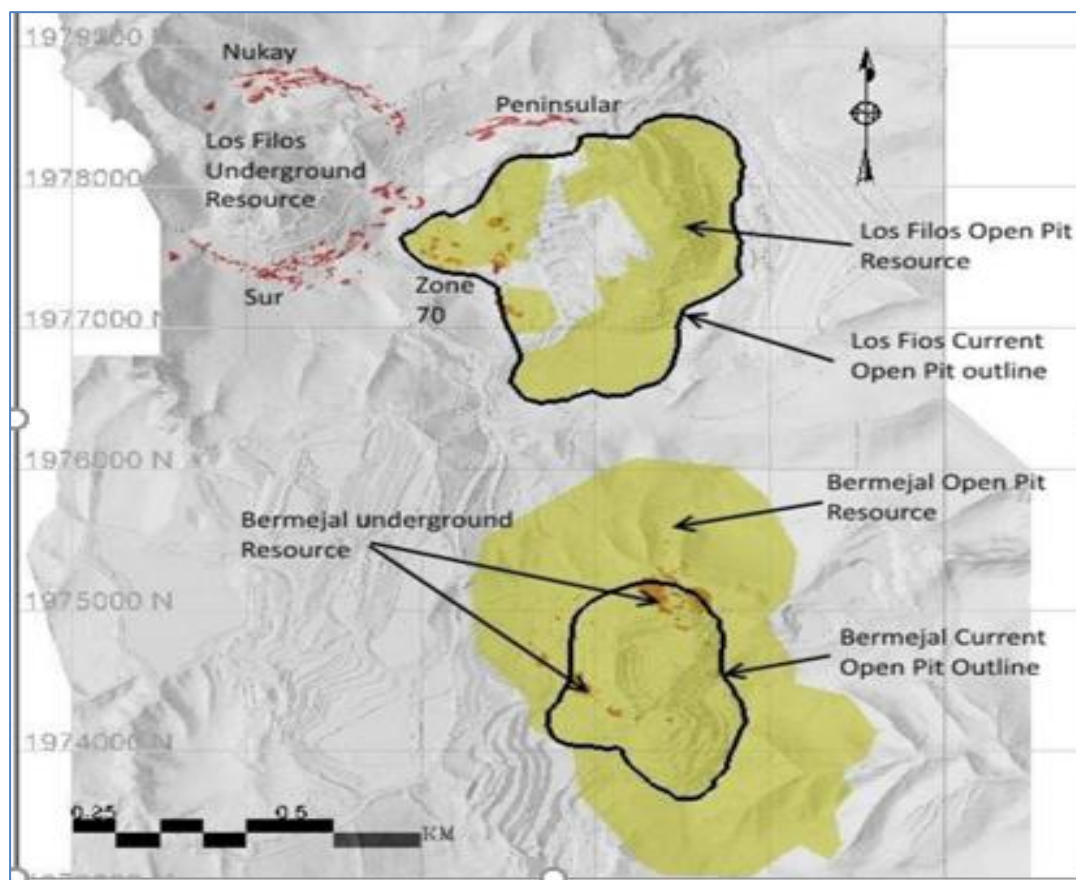 1979900 N
Nukay
Peninsular
Los Filos
Underground
Resource
1978000 N
Los Filos Open Pit
Resource
Sur
Zone
70
1977000 N
Los Fios Current
Open Pit outline
1976000 N
Bermejal Open Pit
Resource
Bermejal underground
Resource
1975000 N
Bermejal Current
Open Pit Outline
1974000 N
0.25
0.5
KM